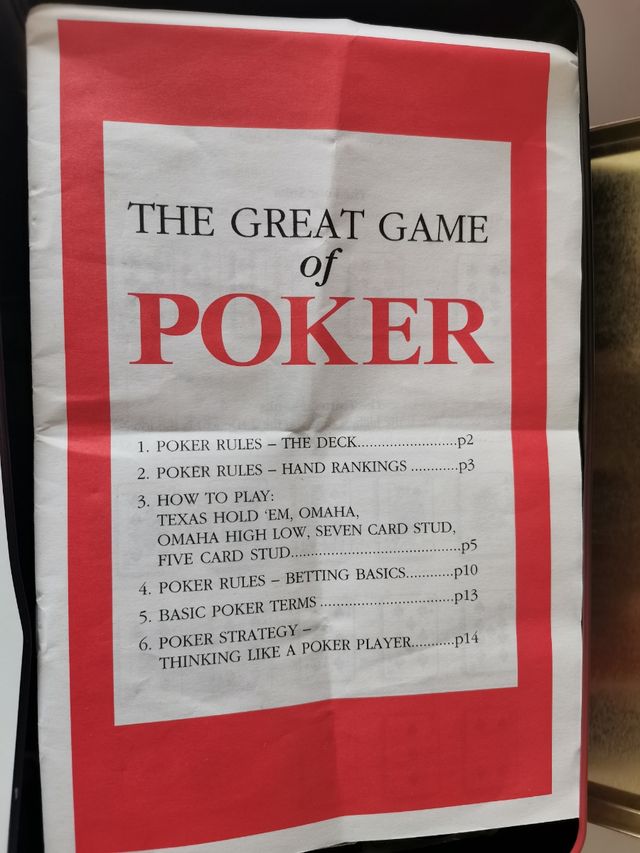 THE GREAT GAME
of
POKER
1. POKER RULES – THE DECK........................p2
2. POKER RULES – HAND RANKINGS ...........p3
3. HOW TO PLAY:
TEXAS HOLD ‘EM, OMAHA,
OMAHA HIGH LOW, SEVEN CARD STUD,
FIVE CARD STUD.........................................p5
4. POKER RULES – BETTING BASICS...........p10
5. BASIC POKER TERMS ................................p13
6. POKER STRATEGY –
THINKING LIKE A POKER PLAYER..........p14